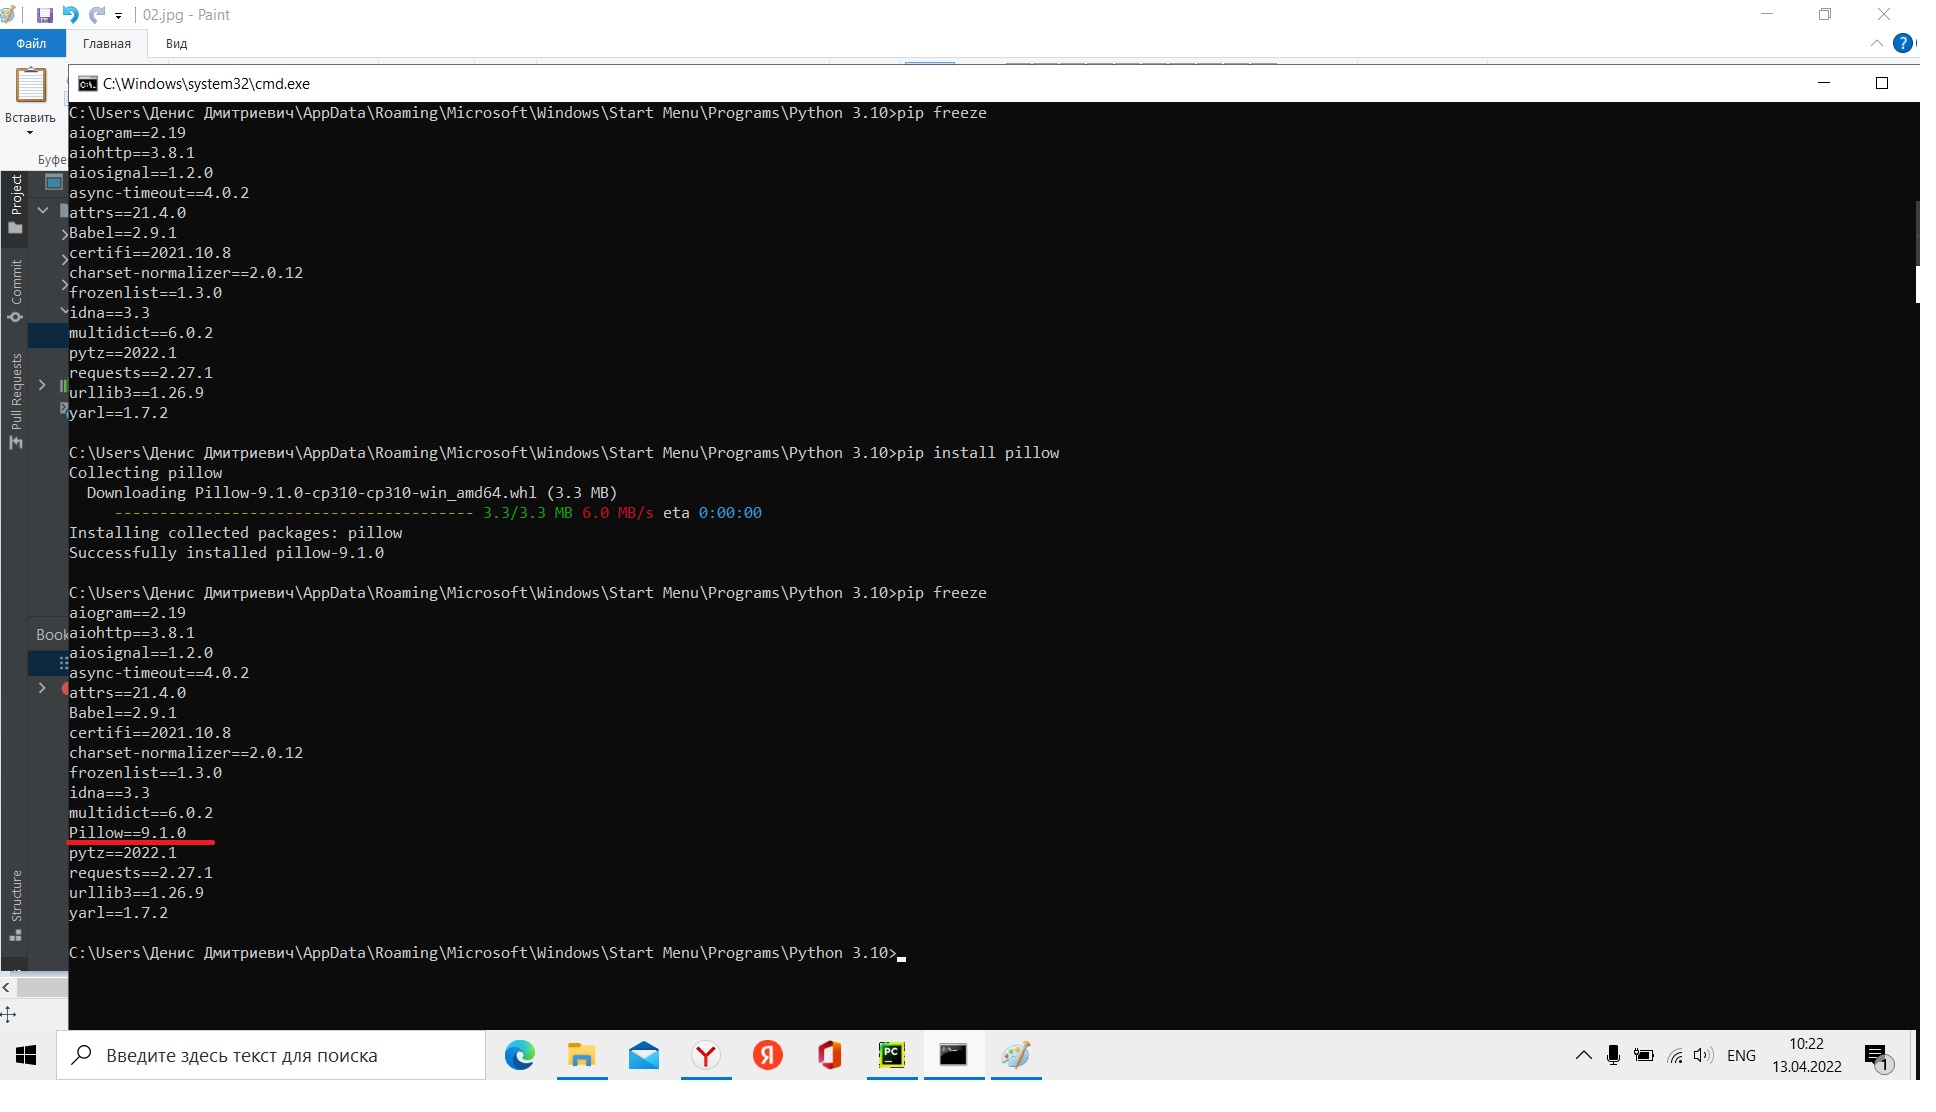 02.jpg - Paint
Файл Главная Вид
Вставить
Буфе
C:\Windows\system32\cmd.exe
C:\Users\Денис Дмитриевич\AppData\Roaming\Microsoft\Windows\Start Menu\Programs\Python 3.10>pip freeze
aiogram==2.19
aiohttp==3.8.1
aiosignal==1.2.0
async-timeout==4.0.2
attrs==21.4.0
Babel==2.9.1
certifi==2021.10.8
charset-normalizer==2.0.12
frozenlist==1.3.0
idna==3.3
multidict==6.0.2
pytz==2022.1
requests==2.27.1
urllib3==1.26.9
yarl==1.7.2
C:\Users\Денис Дмитриевич\AppData\Roaming\Microsoft\Windows\Start Menu\Programs\Python 3.10>pip install pillow
Collecting pillow
Downloading Pillow-9.1.0-cp310-cp310-win_amd64.whl (3.3 MB)
---------------------------------------- 3.3/3.3 MB 6.0 MB/s eta 0:00:00
Installing collected packages: pillow
Successfully installed pillow-9.1.0
C:\Users\Денис Дмитриевич\AppData\Roaming\Microsoft\Windows\Start Menu\Programs\Python 3.10>pip freeze
aiogram==2.19
aiohttp==3.8.1
aiosignal==1.2.0
async-timeout==4.0.2
attrs==21.4.0
Babel==2.9.1
certifi==2021.10.8
charset-normalizer==2.0.12
frozenlist==1.3.0
idna==3.3
multidict==6.0.2
Pillow==9.1.0
pytz==2022.1
requests==2.27.1
urllib3==1.26.9
yarl==1.7.2
C:\Users\Денис Дмитриевич\AppData\Roaming\Microsoft\Windows\Start Menu\Programs\Python 3.10>
Project
Commit
Pull Requests
Book
Structure
Введите здесь текст для поиска
PC
ENG
10:22
13.04.2022
1